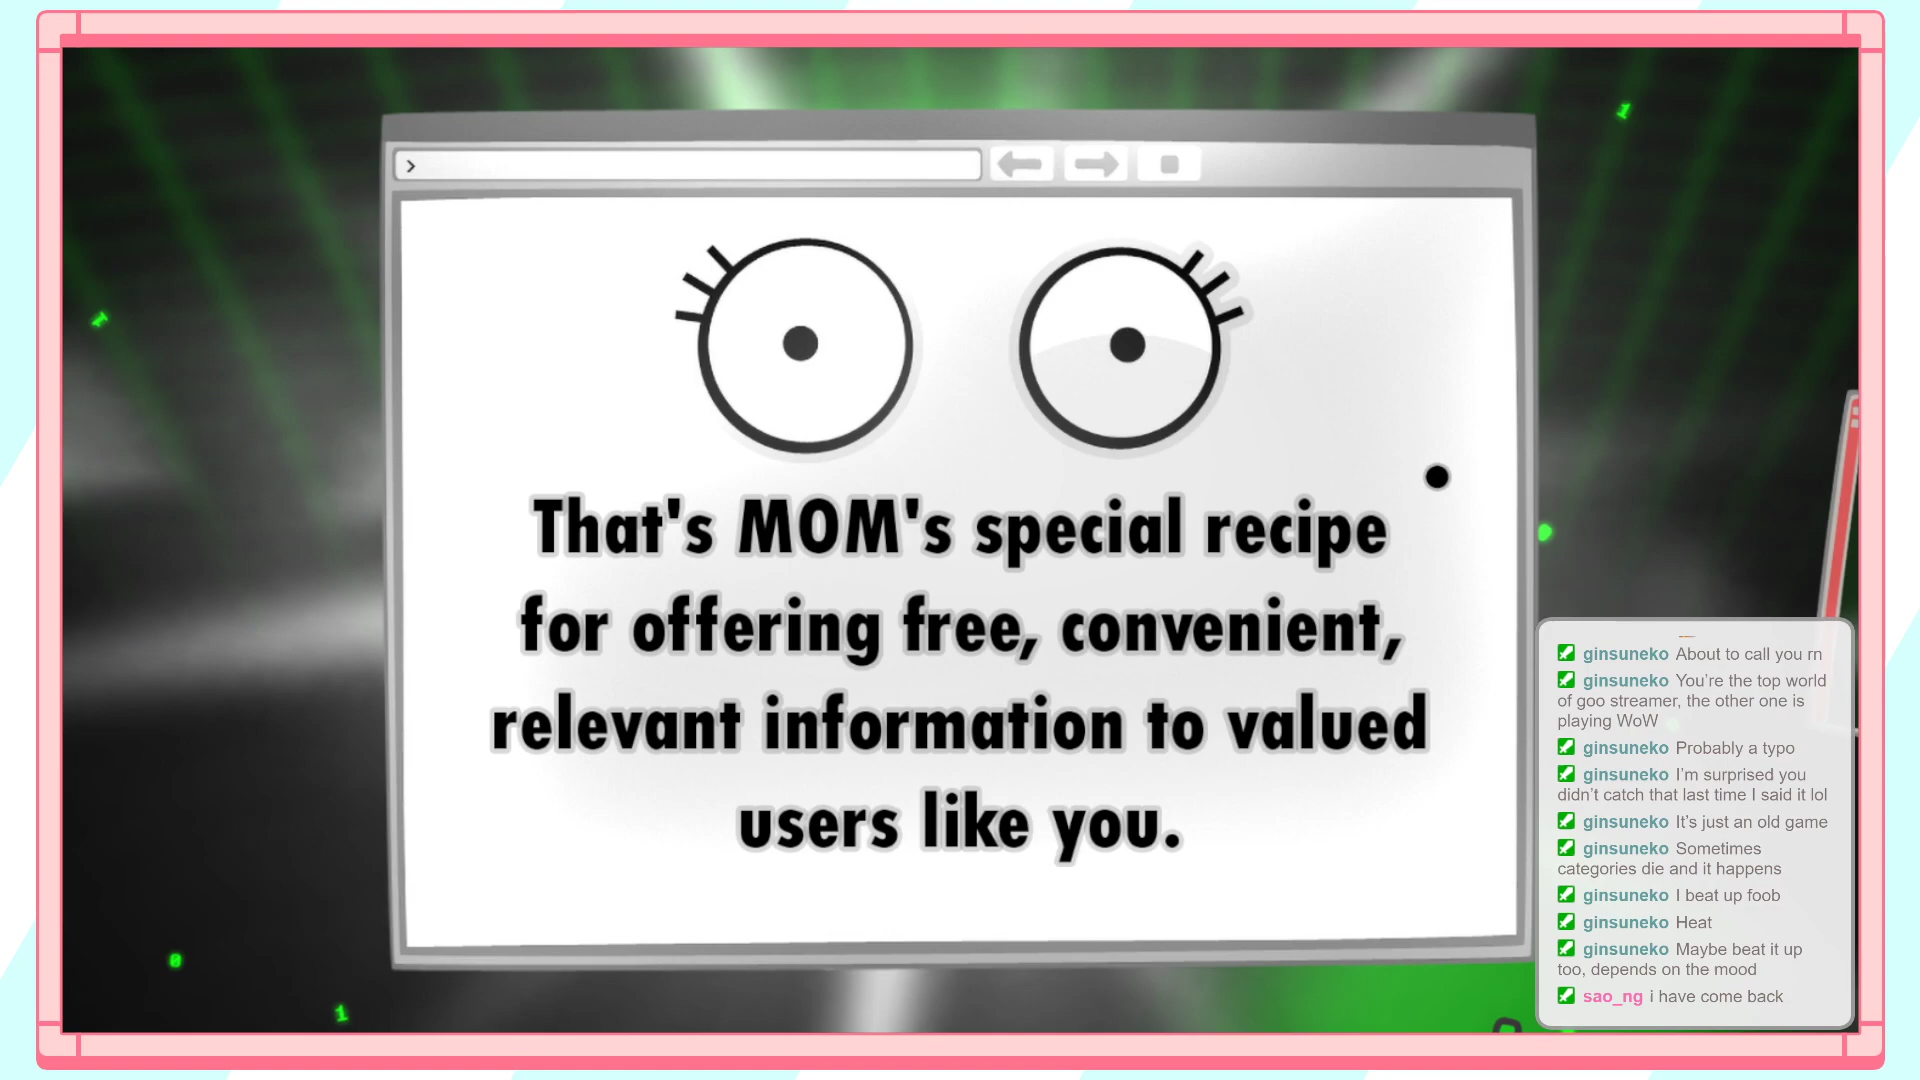 >
That's MOM's special recipe
for offering free, convenient,
relevant information to valued
users like you.
1
1
0
1
ginsuneko About to call you rn
ginsuneko You're the top world
of goo streamer, the other one is
playing WoW
ginsuneko Probably a typo
ginsuneko I'm surprised you
didn't catch that last time I said it lol
ginsuneko It's just an old game
ginsuneko Sometimes
categories die and it happens
ginsuneko I beat up foob
ginsuneko Heat
ginsuneko Maybe beat it up
too, depends on the mood
sao_ng i have come back